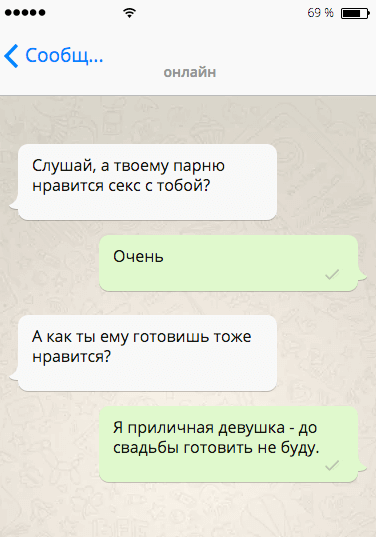 69 %
Сообщ...
онлайн
Слушай, а твоему парню
нравится секс с тобой?
Очень
А как ты ему готовишь тоже
нравится?
Я приличная девушка - до
свадьбы готовить не буду.